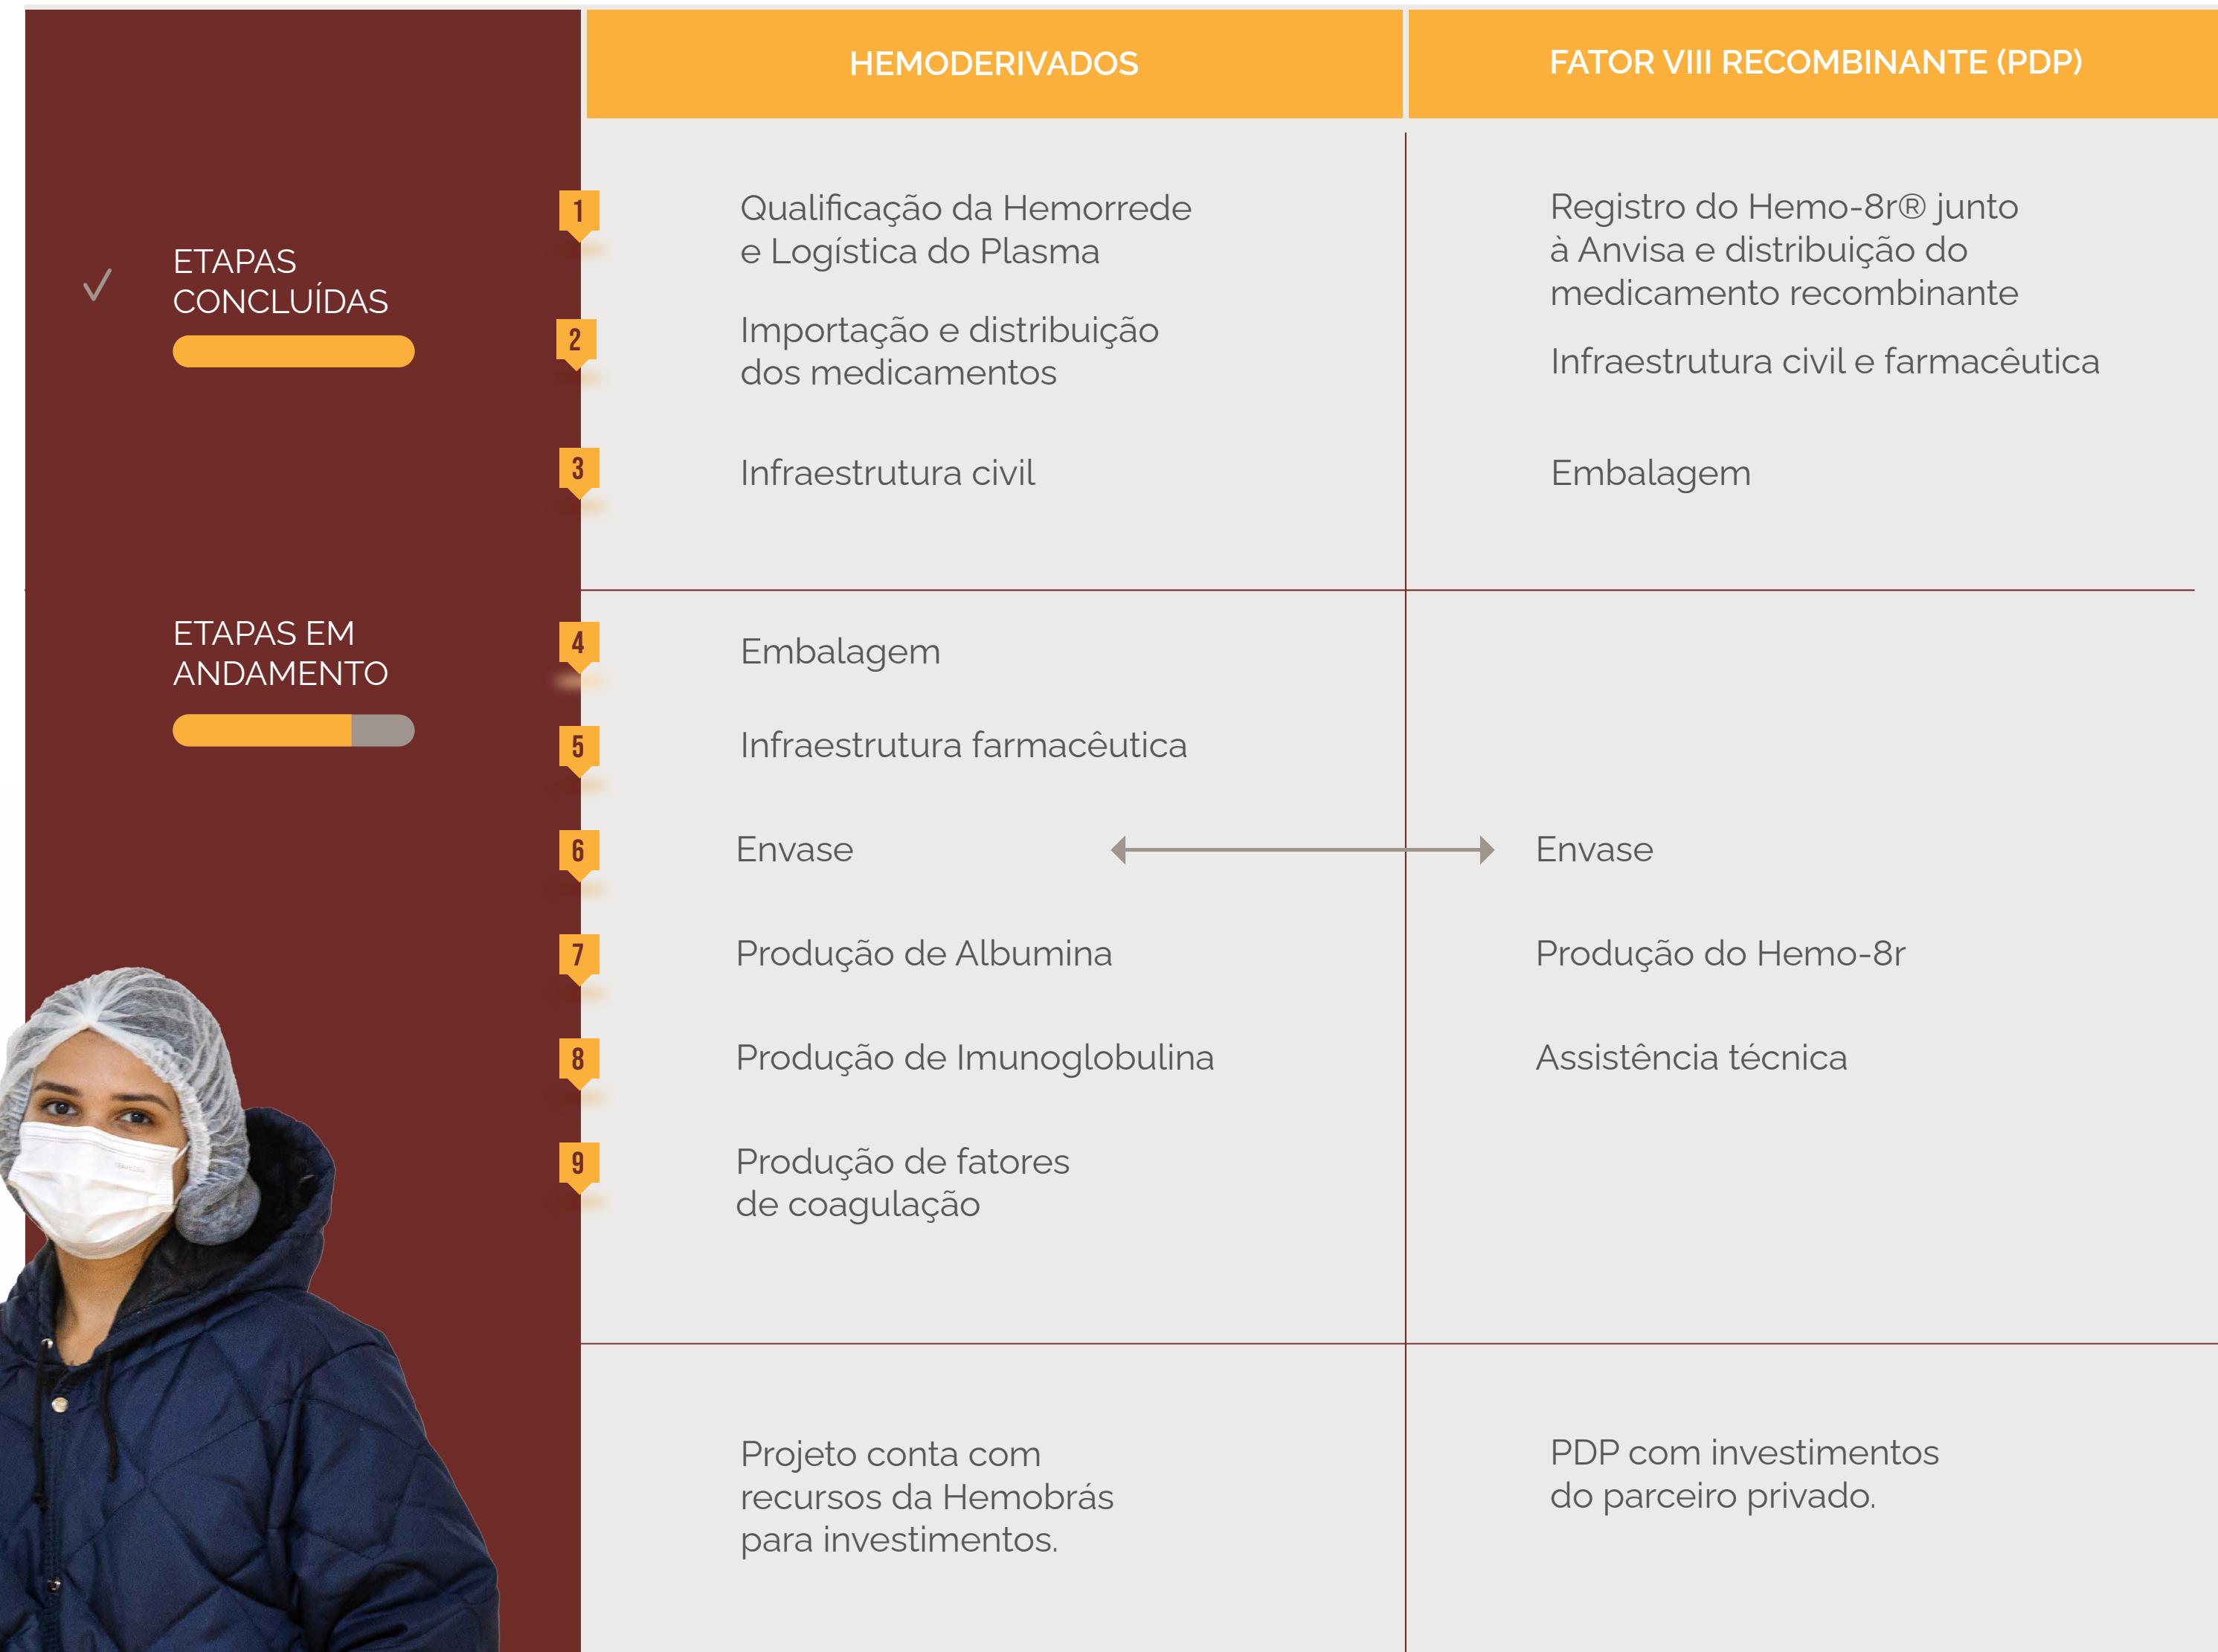 HEMODERIVADOS
FATOR VIII RECOMBINANTE (PDP)
ETAPAS
CONCLUÍDAS
1
Qualificação da Hemorrede
e Logística do Plasma
Registro do Hemo-8r® junto
à Anvisa e distribuição do
medicamento recombinante
2
Importação e distribuição
dos medicamentos
Infraestrutura civil e farmacêutica
3
Infraestrutura civil
Embalagem
ETAPAS EM
ANDAMENTO
4
Embalagem
5
Infraestrutura farmacêutica
6
Envase
Envase
7
Produção de Albumina
Produção do Hemo-8r
8
Produção de Imunoglobulina
Assistência técnica
9
Produção de fatores
de coagulação
Projeto conta com
recursos da Hemobrás
para investimentos.
PDP com investimentos
do parceiro privado.